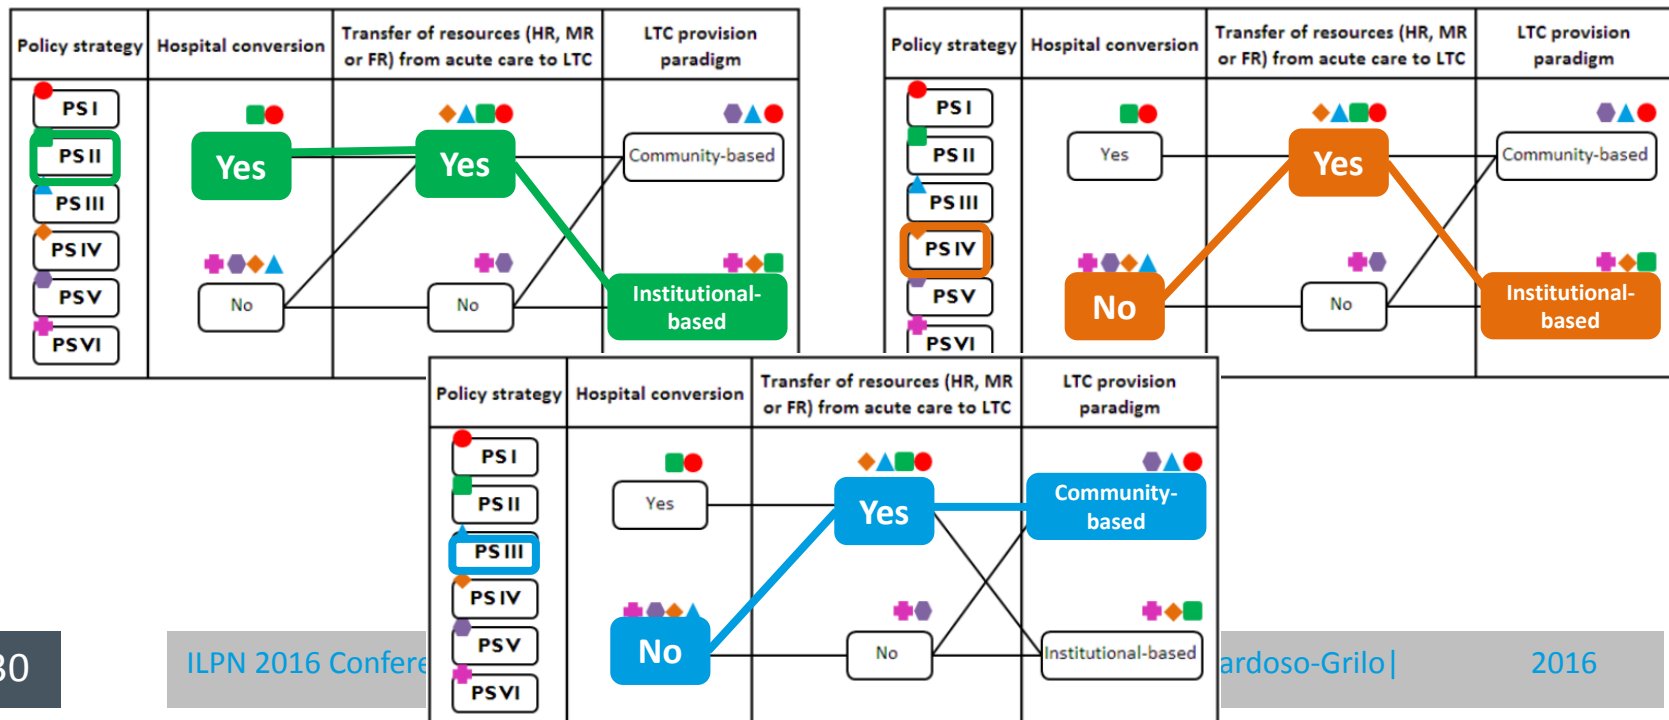 Policy strategy
Hospital conversion
Transfer of resources (HR, MR
or FR) from acute care to LTC
LTC provision
paradigm
PS I
PS II
PS III
PS IV
PS V
PS VI
Yes
Yes
Community-based
No
No
Institutional-
based
Policy strategy
Hospital conversion
Transfer of resources (HR, MR
or FR) from acute care to LTC
LTC provision
paradigm
PS I
PS II
PS III
PS IV
PS V
PS VI
Yes
Yes
Community-based
No
No
Institutional-
based
Policy strategy
Hospital conversion
Transfer of resources (HR, MR
or FR) from acute care to LTC
LTC provision
paradigm
PS I
PS II
PS III
PS IV
PS V
PS VI
Yes
Yes
Community-
based
No
No
Institutional-based
30
ILPN 2016 Confere
ardoso-Grilo|
2016